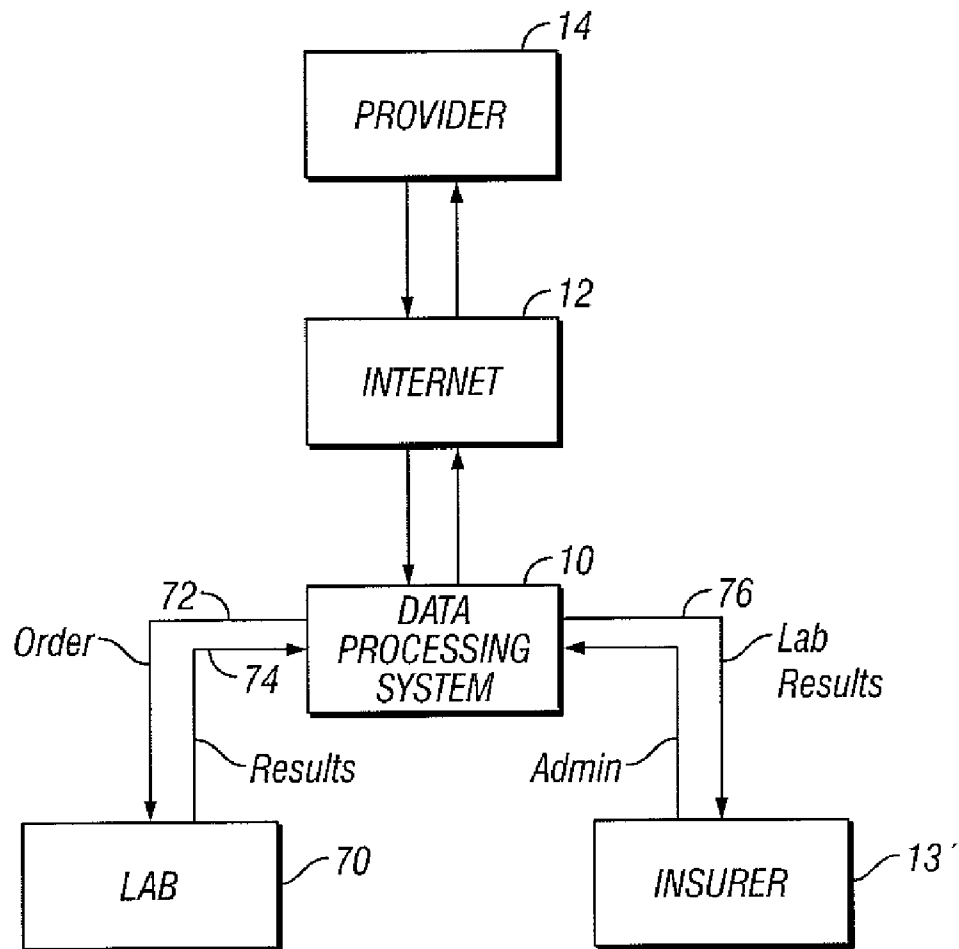 14
PROVIDER
12
INTERNET
10
72
76
DATA
PROCESSING
SYSTEM
Order
74
Lab
Results
Results
Admin
LAB
70
INSURER
13´